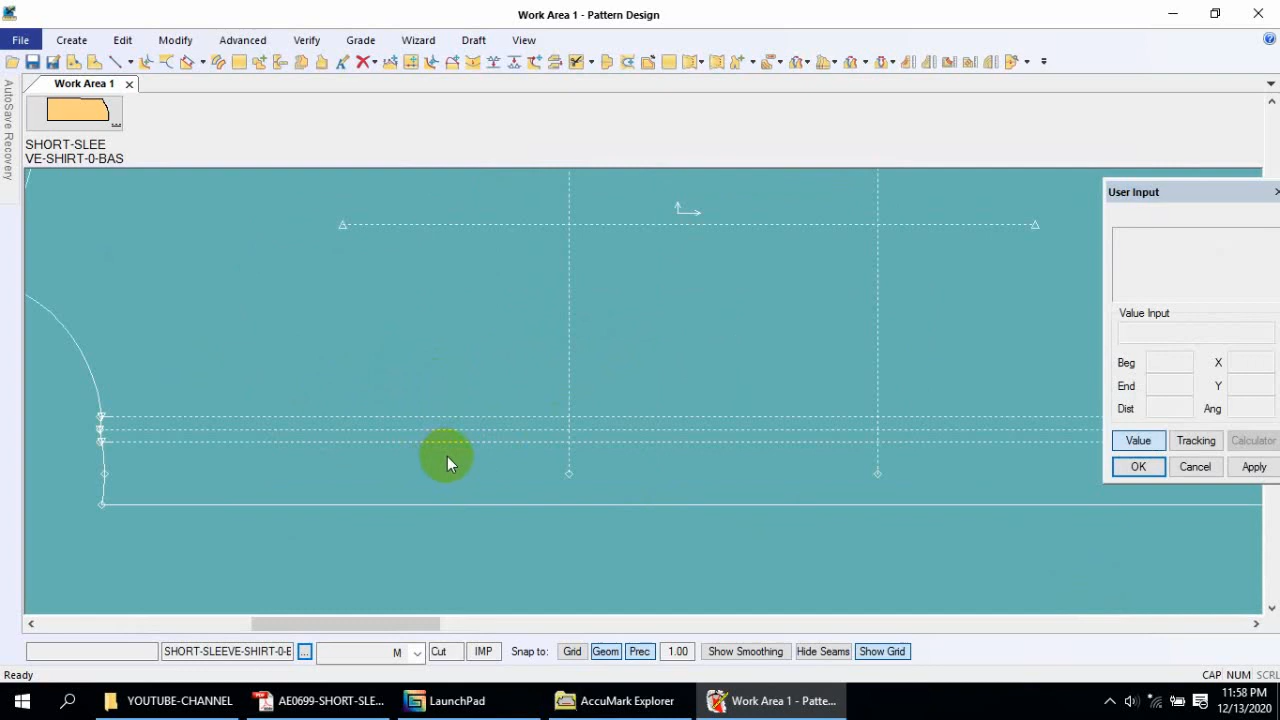 Work Area 1 - Pattern Design
File Create Edit Modify Advanced Verify Grade Wizard Draft View
Work Area 1
AutoSave Recovery
SHORT-SLEE
VE-SHIRT-0-BAS
User Input
Value Input
Beg X
End Y
Dist Ang
Value Tracking Calculator
OK Cancel Apply
SHORT-SLEEVE-SHIRT-0-E ... M Cut IMP Snap to: Grid Geom Prec 1.00 Show Smoothing Hide Seams Show Grid
Ready CAP NUM SCRL
YOUTUBE-CHANNEL AE0699-SHORT-SLE... LaunchPad AccuMark Explorer Work Area 1 - Patte...
11:58 PM
12/13/2020